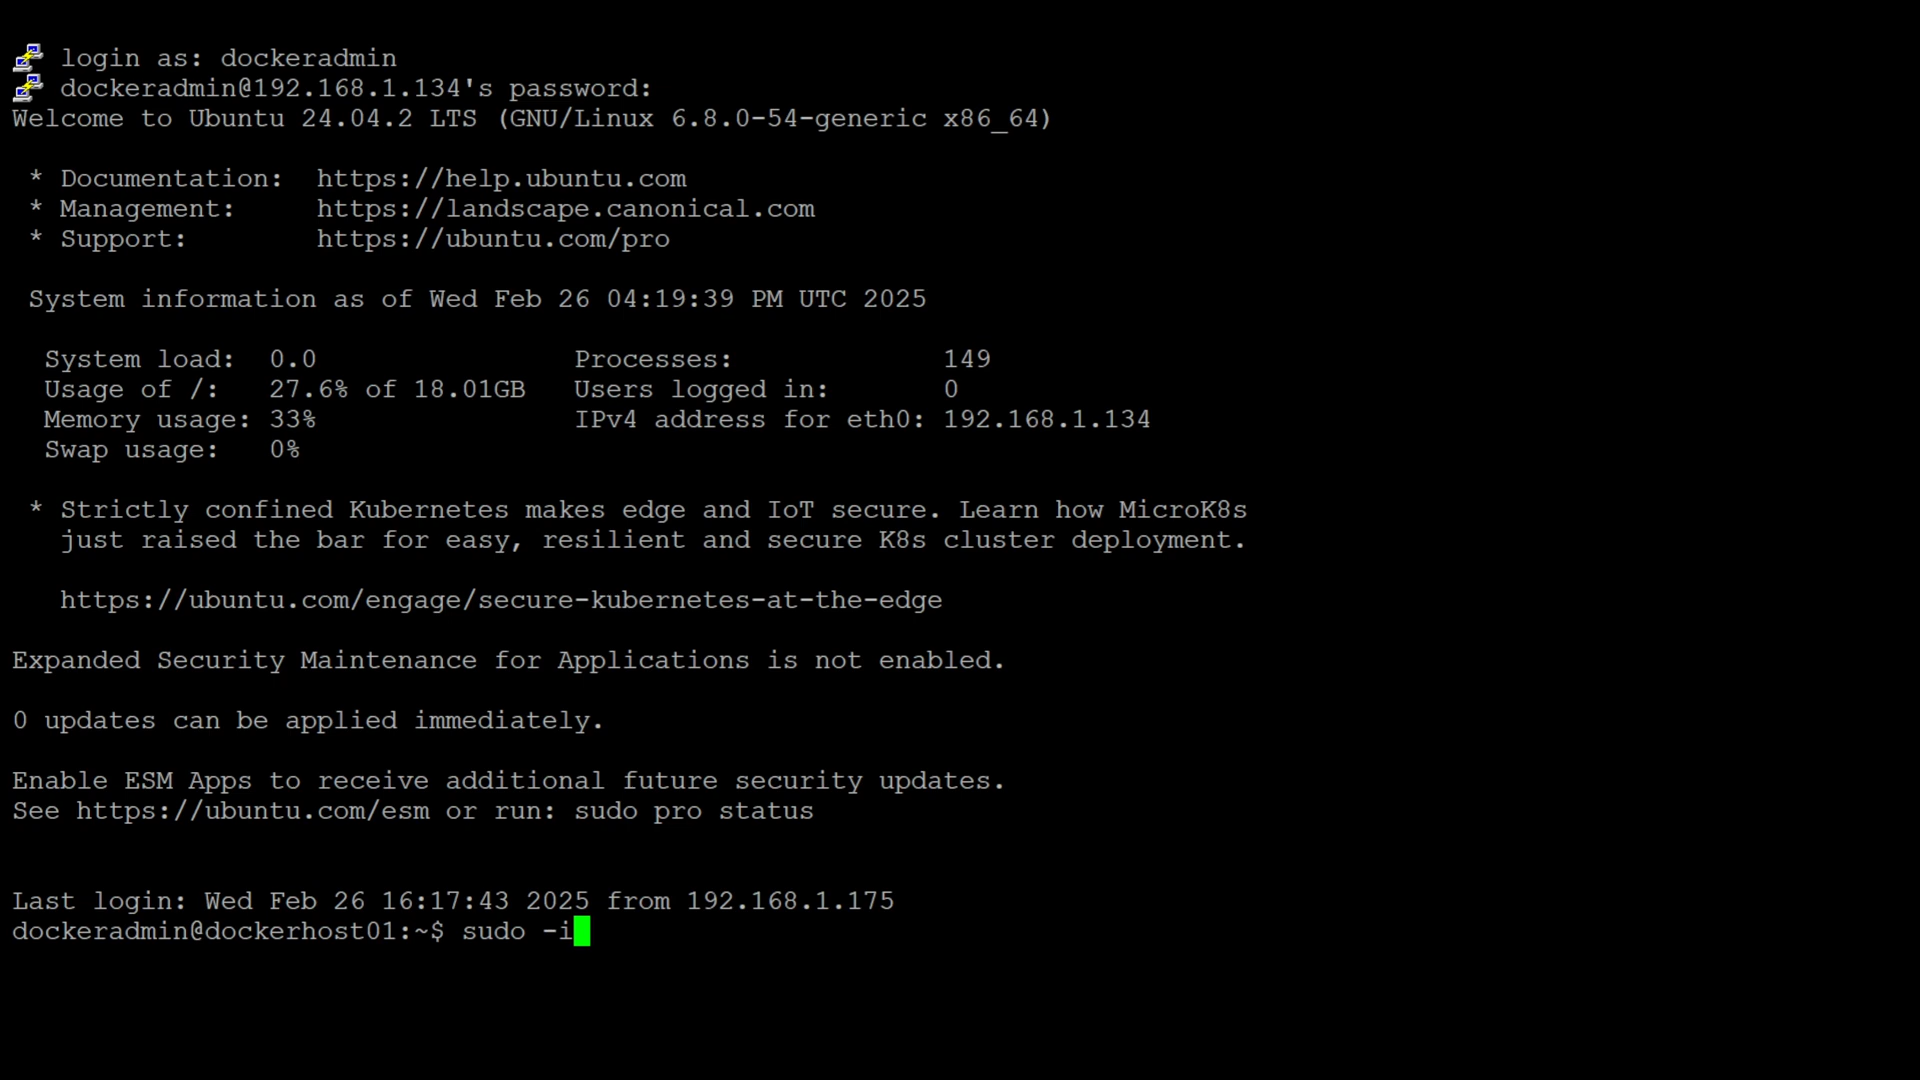 login as: dockeradmin
dockeradmin@192.168.1.134's password:
Welcome to Ubuntu 24.04.2 LTS (GNU/Linux 6.8.0-54-generic x86_64)
* Documentation:  https://help.ubuntu.com
* Management:     https://landscape.canonical.com
* Support:        https://ubuntu.com/pro
System information as of Wed Feb 26 04:19:39 PM UTC 2025
System load:  0.0                Processes:             149
Usage of /:   27.6% of 18.01GB   Users logged in:       0
Memory usage: 33%                IPv4 address for eth0: 192.168.1.134
Swap usage:   0%
* Strictly confined Kubernetes makes edge and IoT secure. Learn how MicroK8s
just raised the bar for easy, resilient and secure K8s cluster deployment.
https://ubuntu.com/engage/secure-kubernetes-at-the-edge
Expanded Security Maintenance for Applications is not enabled.
0 updates can be applied immediately.
Enable ESM Apps to receive additional future security updates.
See https://ubuntu.com/esm or run: sudo pro status
Last login: Wed Feb 26 16:17:43 2025 from 192.168.1.175
dockeradmin@dockerhost01:~$ sudo -i